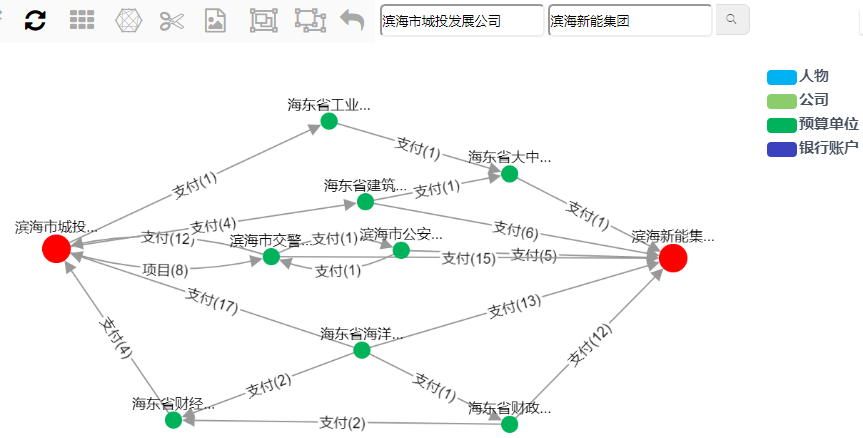 滨海市城投发展公司
滨海新能集团
人物
公司
预算单位
银行账户
海东省工业...
支付(1)
海东省大中...
支付(1)
海东省建筑...
支付(1)
支付(1)
滨海市城投...
支付(4)
支付(6)
滨海新能集...
支付(12)
滨海市交警...
支付(1)
滨海市公安...
支付(15)
支付(5)
项目(8)
支付(1)
支付(17)
支付(13)
海东省海洋...
支付(4)
支付(12)
支付(2)
支付(1)
海东省财经...
海东省财政...
支付(2)